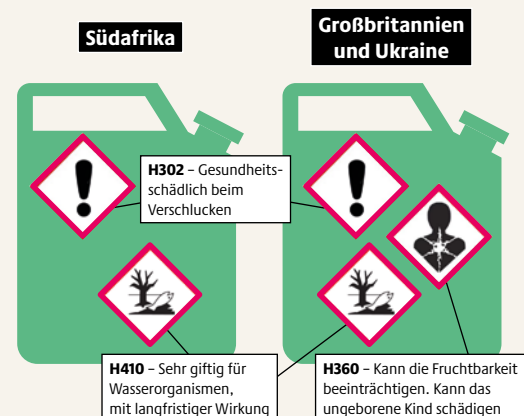 Südafrika
Großbritannien
und Ukraine
H302 – Gesundheits-
schädlich beim
Verschlucken
H410 – Sehr giftig für
Wasserorganismen,
mit langfristiger Wirkung
H360 – Kann die Fruchtbarkeit
beeinträchtigen. Kann das
ungeborene Kind schädigen